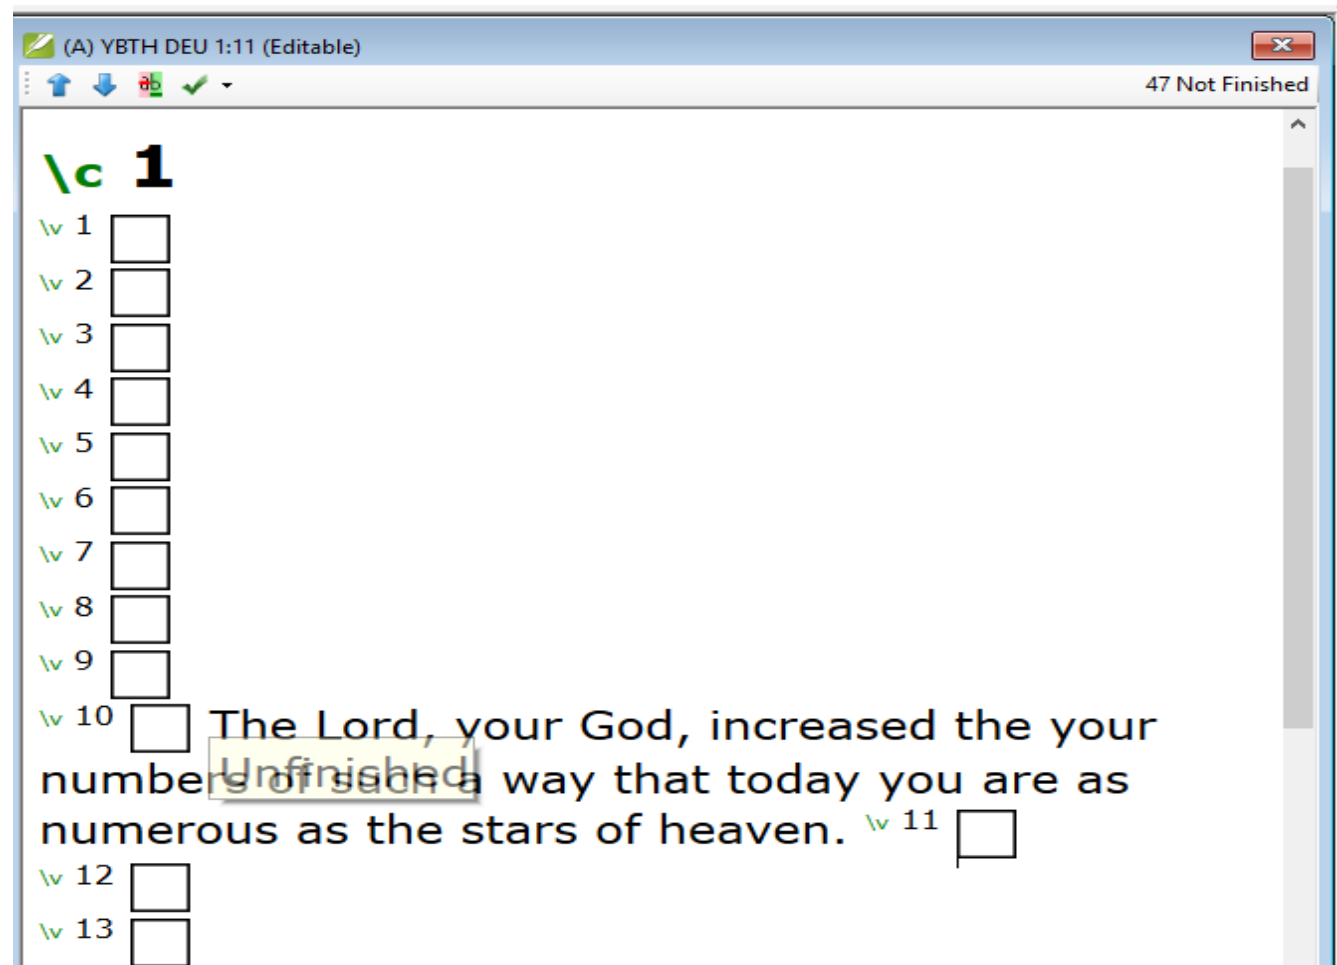 (A) YBTH DEU 1:11 (Editable)
ab 47 Not Finished
\c 1
\v 1
\v 2
\v 3
\v 4
\v 5
\v 6
\v 7
\v 8
\v 9
\v 10 The Lord, your God, increased the your
Unfinished
numbers of such a way that today you are as
numerous as the stars of heaven. \v 11
\v 12
\v 13